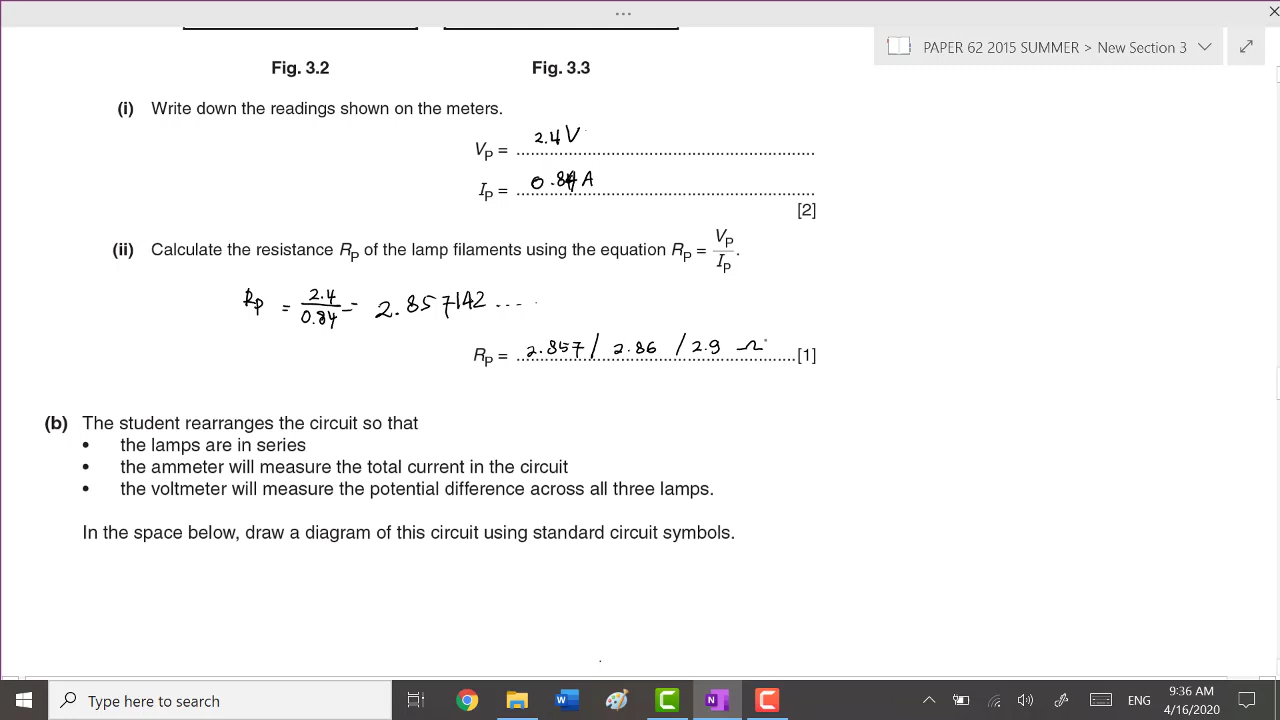 ...
PAPER 62 2015 SUMMER > New Section 3
Fig. 3.2 Fig. 3.3
(i) Write down the readings shown on the meters.
VP = 2.4 V
IP = 0.84 A
[2]
(ii) Calculate the resistance RP of the lamp filaments using the equation RP = VP/IP.
RP = 2.4/0.84 = 2.857142 ....
RP = 2.857 / 2.86 / 2.9 Ω [1]
(b) The student rearranges the circuit so that
• the lamps are in series
• the ammeter will measure the total current in the circuit
• the voltmeter will measure the potential difference across all three lamps.
In the space below, draw a diagram of this circuit using standard circuit symbols.
Type here to search
ENG
9:36 AM
4/16/2020